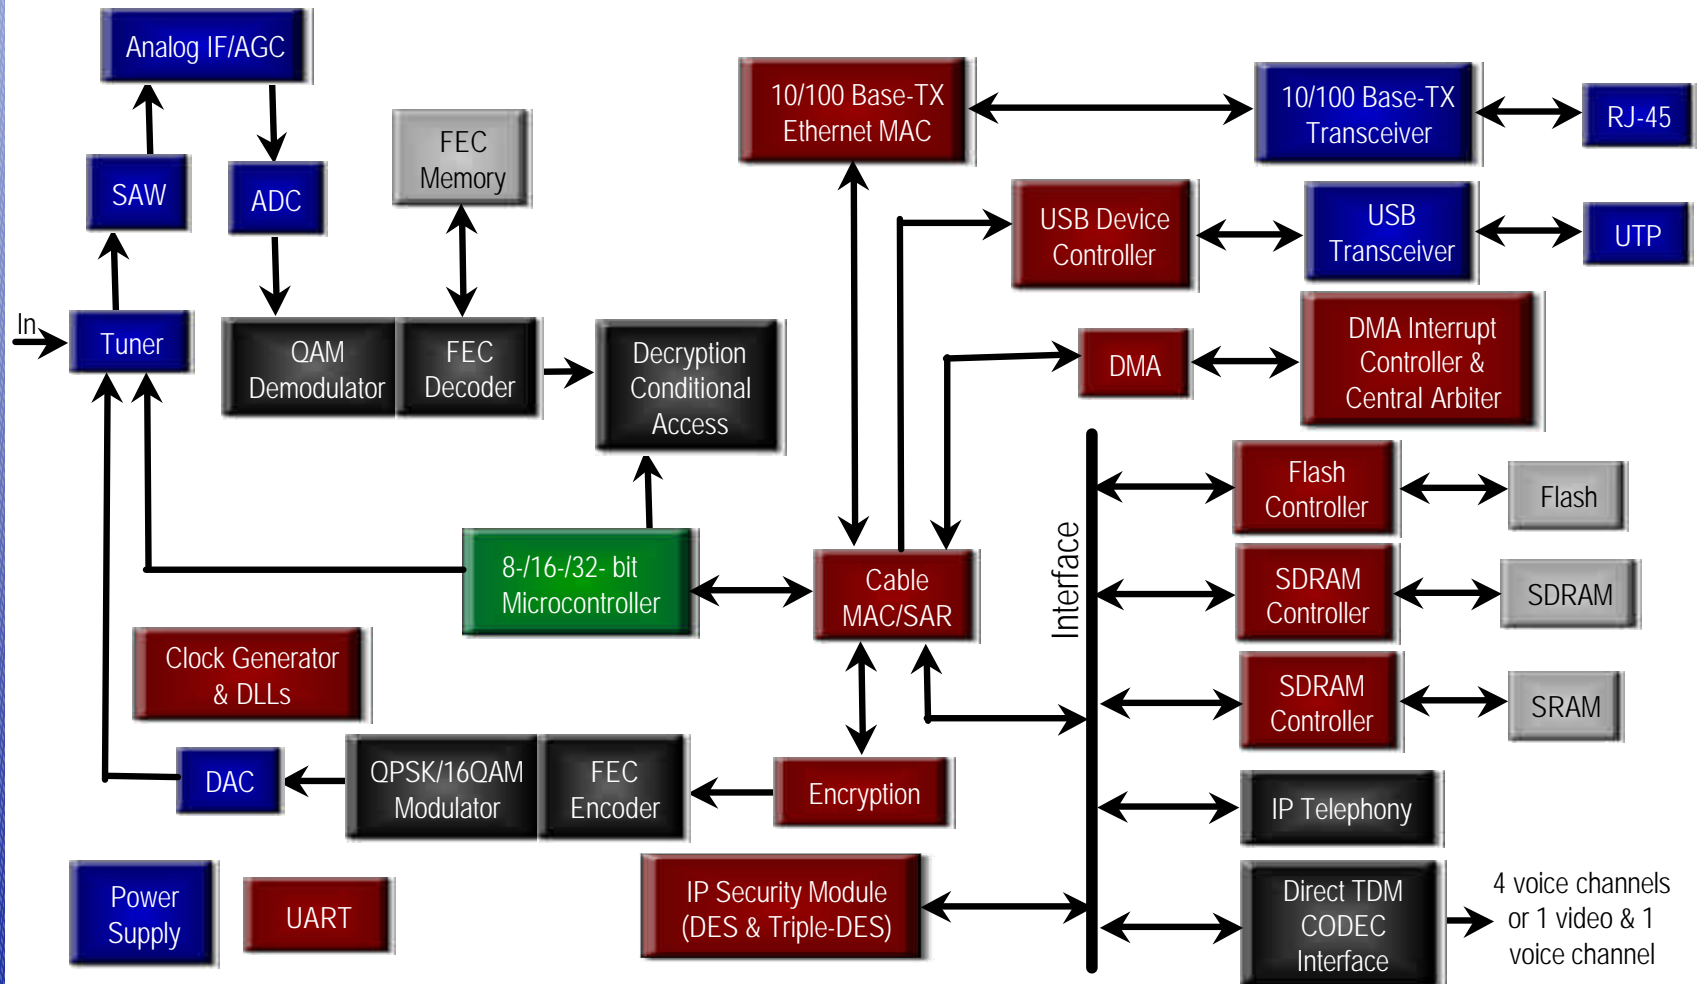 Analog IF/AGC
SAW
ADC
FEC
Memory
In
Tuner
QAM
Demodulator
FEC
Decoder
Decryption
Conditional
Access
10/100 Base-TX
Ethernet MAC
10/100 Base-TX
Transceiver
RJ-45
USB Device
Controller
USB
Transceiver
UTP
DMA
DMA Interrupt
Controller &
Central Arbiter
8-/16-/32- bit
Microcontroller
Cable
MAC/SAR
Interface
Flash
Controller
Flash
SDRAM
Controller
SDRAM
SDRAM
Controller
SRAM
Clock Generator
& DLLs
DAC
QPSK/16QAM
Modulator
FEC
Encoder
Encryption
IP Telephony
Power
Supply
UART
IP Security Module
(DES & Triple-DES)
Direct TDM
CODEC
Interface
4 voice channels
or 1 video & 1
voice channel